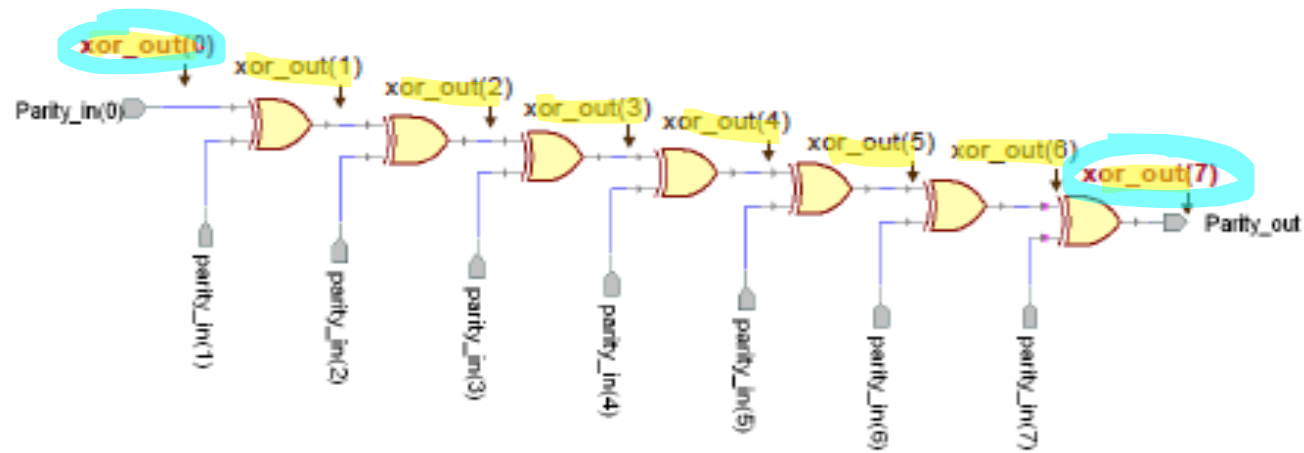 xor_out(0)
xor_out(1)
xor_out(2)
xor_out(3)
xor_out(4)
xor_out(5)
xor_out(6)
xor_out(7)
Parity_in(0)
Parity_out
parity_in(1)
parity_in(2)
parity_in(3)
parity_in(4)
parity_in(5)
parity_in(6)
parity_in(7)